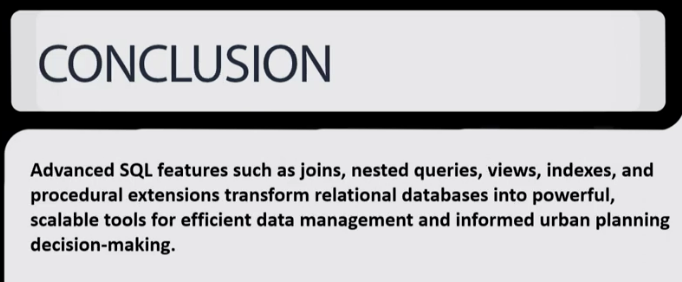 CONCLUSION
Advanced SQL features such as joins, nested queries, views, indexes, and
procedural extensions transform relational databases into powerful,
scalable tools for efficient data management and informed urban planning
decision-making.